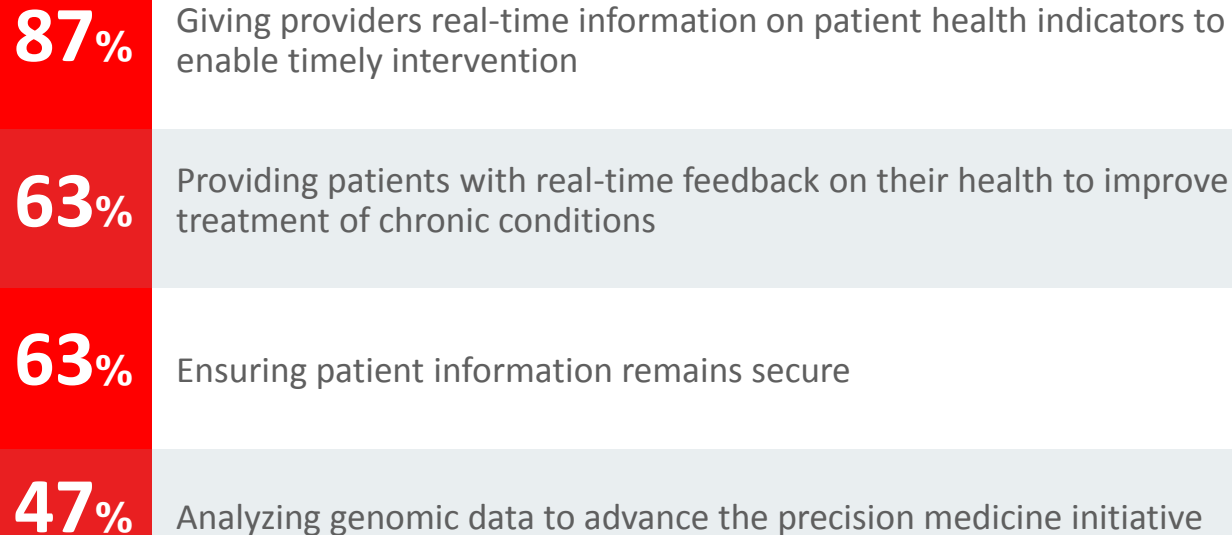 87%
Giving providers real-time information on patient health indicators to
enable timely intervention
63%
Providing patients with real-time feedback on their health to improve
treatment of chronic conditions
63%
Ensuring patient information remains secure
47%
Analyzing genomic data to advance the precision medicine initiative